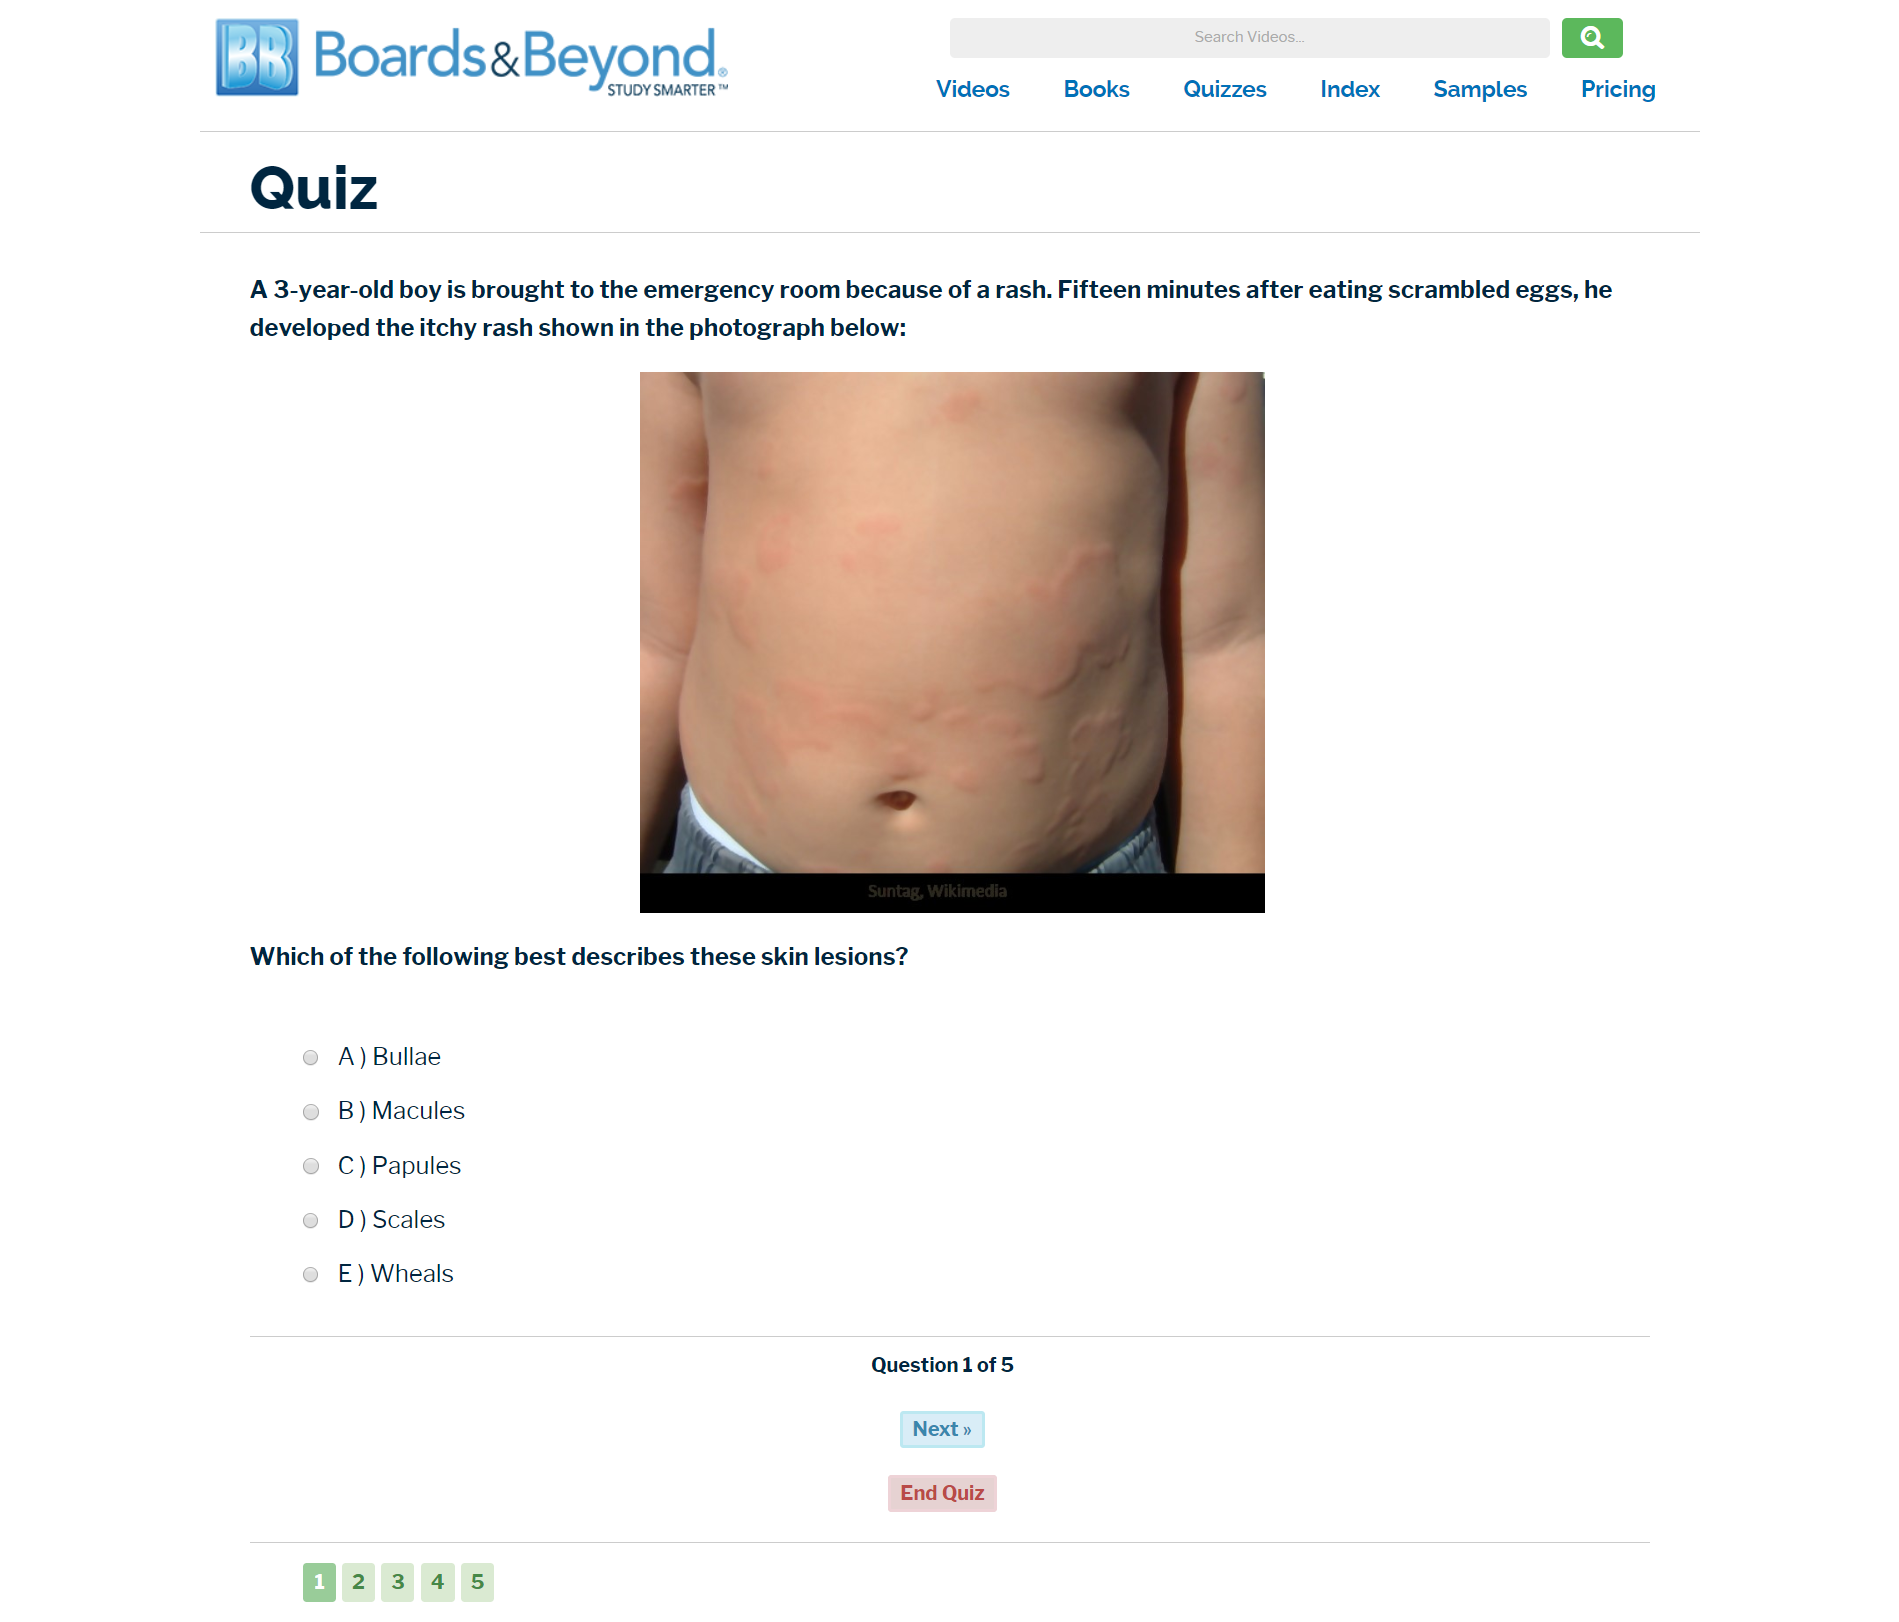 BB Boards&Beyond®
STUDY SMARTER™
Search Videos...
Videos Books Quizzes Index Samples Pricing
Quiz
A 3-year-old boy is brought to the emergency room because of a rash. Fifteen minutes after eating scrambled eggs, he
developed the itchy rash shown in the photograph below:
Suntag, Wikimedia
Which of the following best describes these skin lesions?
A ) Bullae
B ) Macules
C ) Papules
D ) Scales
E ) Wheals
Question 1 of 5
Next »
End Quiz
1 2 3 4 5